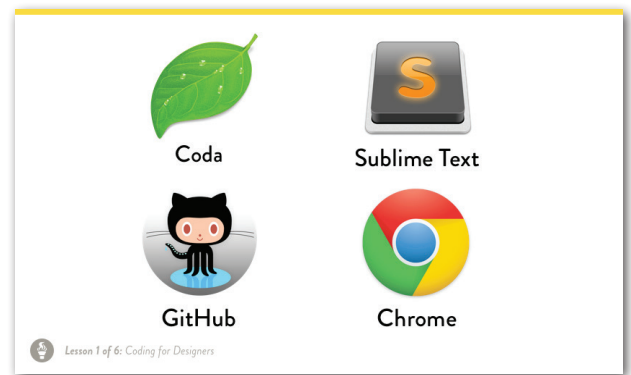 Coda
Sublime Text
GitHub
Chrome
Lesson 1 of 6: Coding for Designers